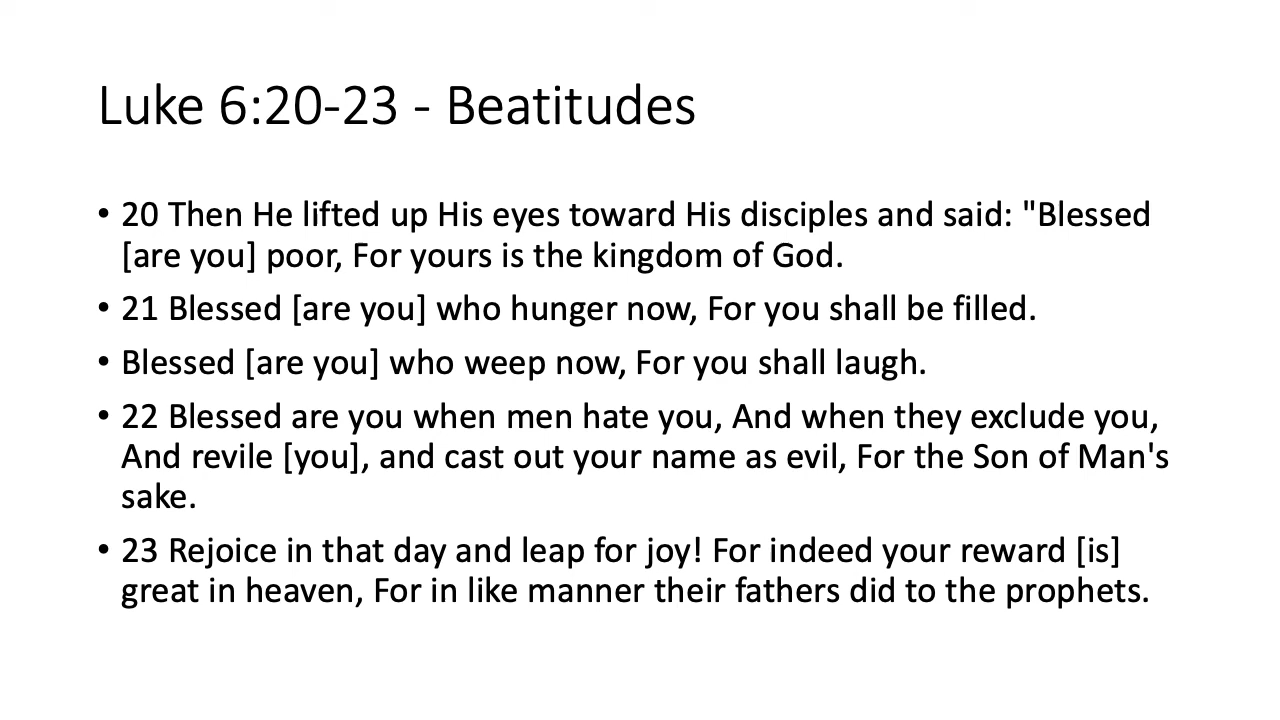 Luke 6:20-23 - Beatitudes
• 20 Then He lifted up His eyes toward His disciples and said: "Blessed
[are you] poor, For yours is the kingdom of God.
• 21 Blessed [are you] who hunger now, For you shall be filled.
• Blessed [are you] who weep now, For you shall laugh.
• 22 Blessed are you when men hate you, And when they exclude you,
And revile [you], and cast out your name as evil, For the Son of Man's
sake.
• 23 Rejoice in that day and leap for joy! For indeed your reward [is]
great in heaven, For in like manner their fathers did to the prophets.